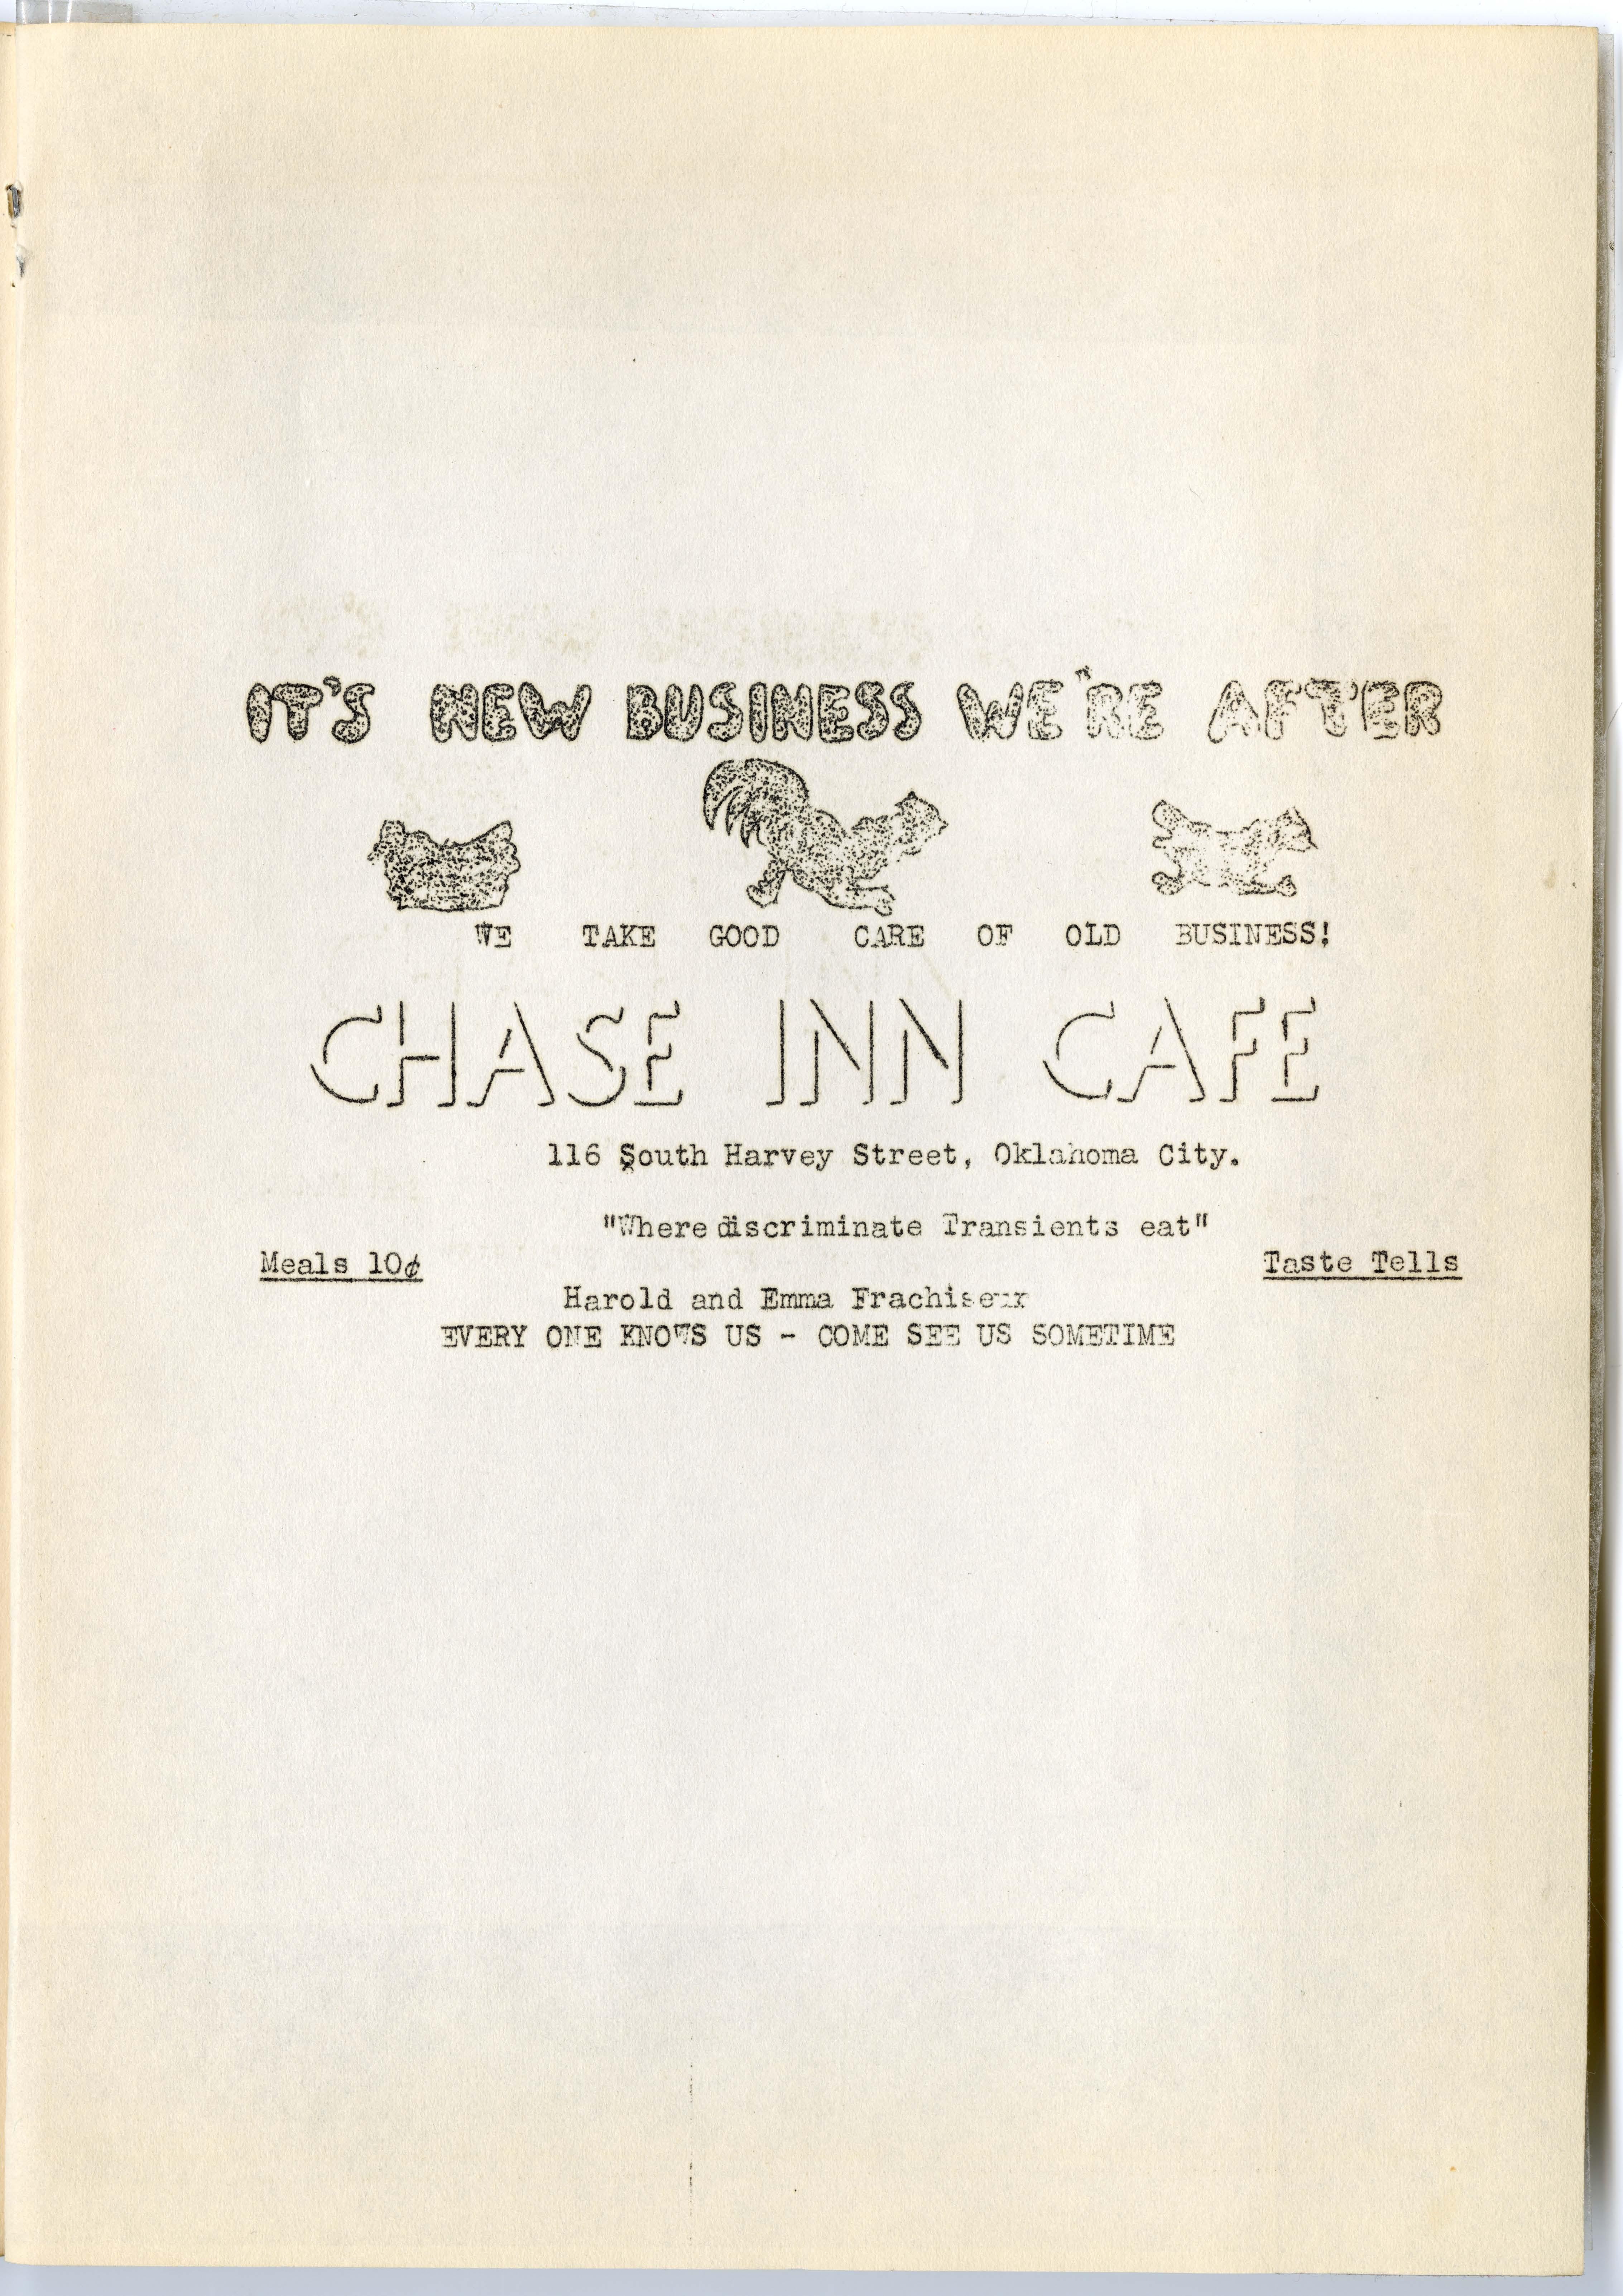 IT'S NEW BUSINESS WE'RE AFTER
WE TAKE GOOD CARE OF OLD BUSINESS!
CHASE INN CAFE
116 South Harvey Street, Oklahoma City.
"Where discriminate Transients eat"
Meals 10¢ Taste Tells
Harold and Emma Frachiseur
EVERY ONE KNOWS US - COME SEE US SOMETIME